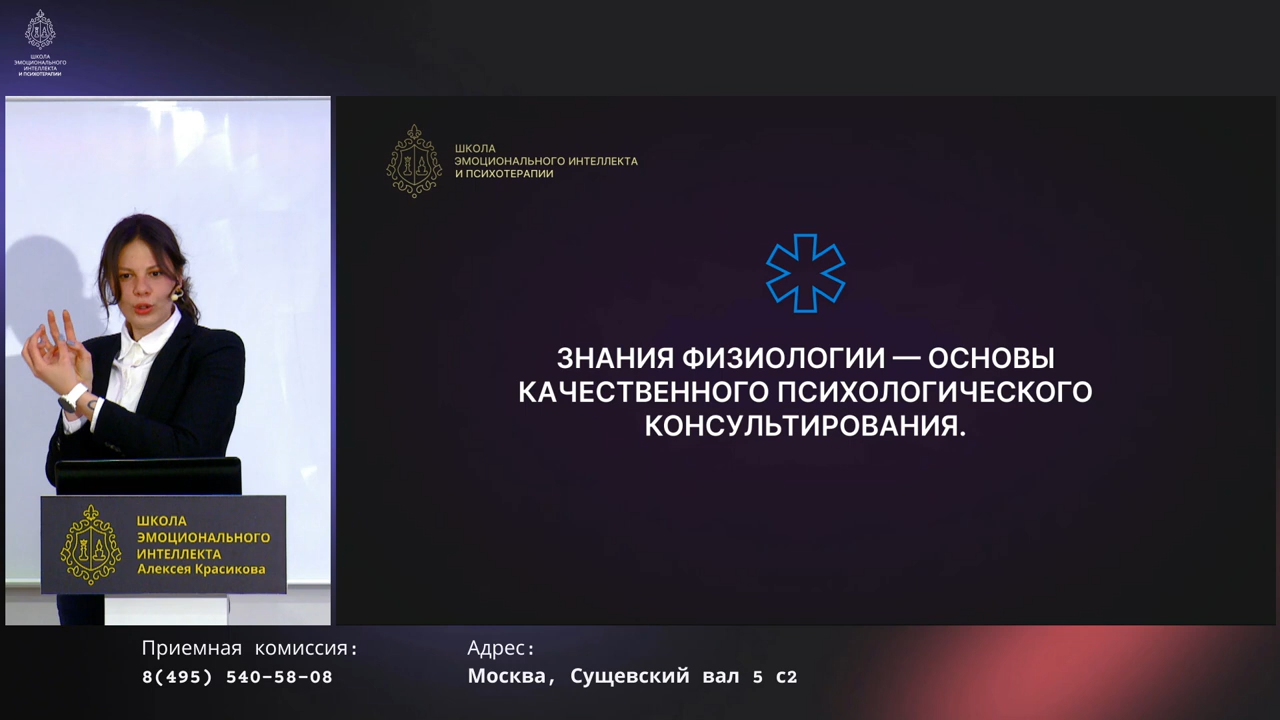 ШКОЛА
ЭМОЦИОНАЛЬНОГО
ИНТЕЛЛЕКТА
И ПСИХОТЕРАПИИ
ШКОЛА
ЭМОЦИОНАЛЬНОГО ИНТЕЛЛЕКТА
И ПСИХОТЕРАПИИ
ЗНАНИЯ ФИЗИОЛОГИИ — ОСНОВЫ
КАЧЕСТВЕННОГО ПСИХОЛОГИЧЕСКОГО
КОНСУЛЬТИРОВАНИЯ.
ШКОЛА
ЭМОЦИОНАЛЬНОГО
ИНТЕЛЛЕКТА
Алексея Красикова
Приемная комиссия:
8(495) 540-58-08
Адрес:
Москва, Сущевский вал 5 с2